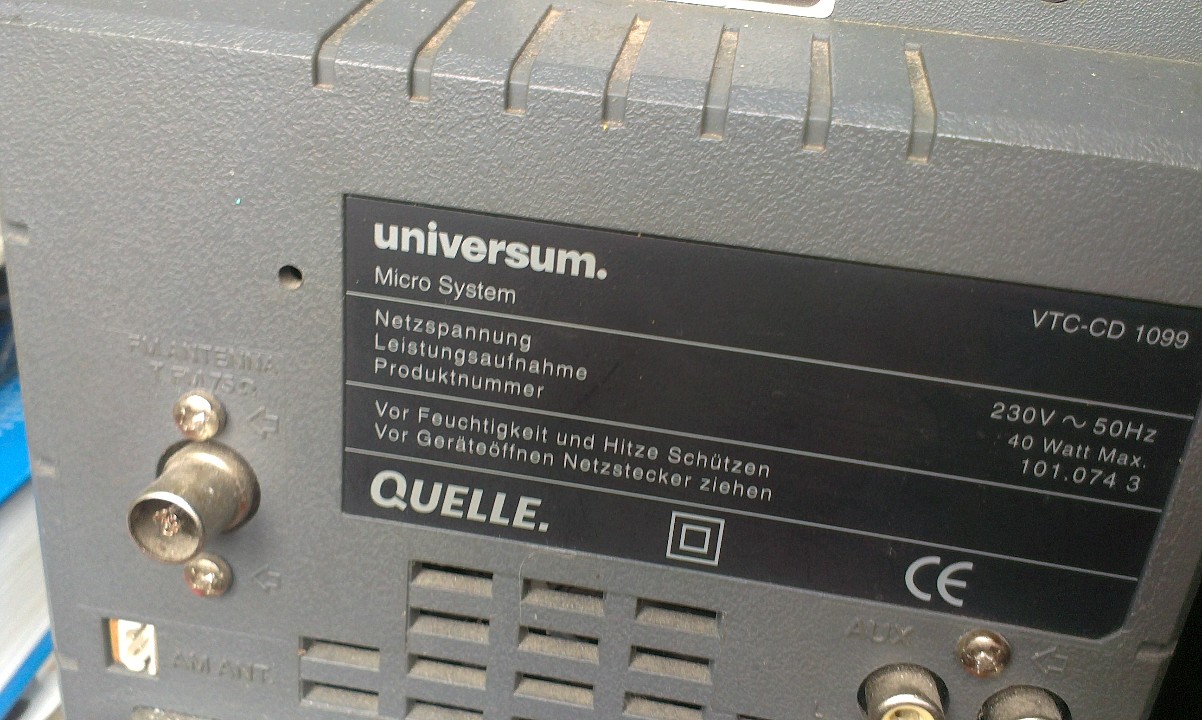 universum.
Micro System
VTC-CD 1099
Netzspannung 230V ~ 50Hz
Leistungsaufnahme 40 Watt Max.
Produktnummer 101.074 3
Vor Feuchtigkeit und Hitze Schützen
Vor Geräteöffnen Netzstecker ziehen
QUELLE.
CE
FM ANTENNA
75Ω
AM ANT.
AUX